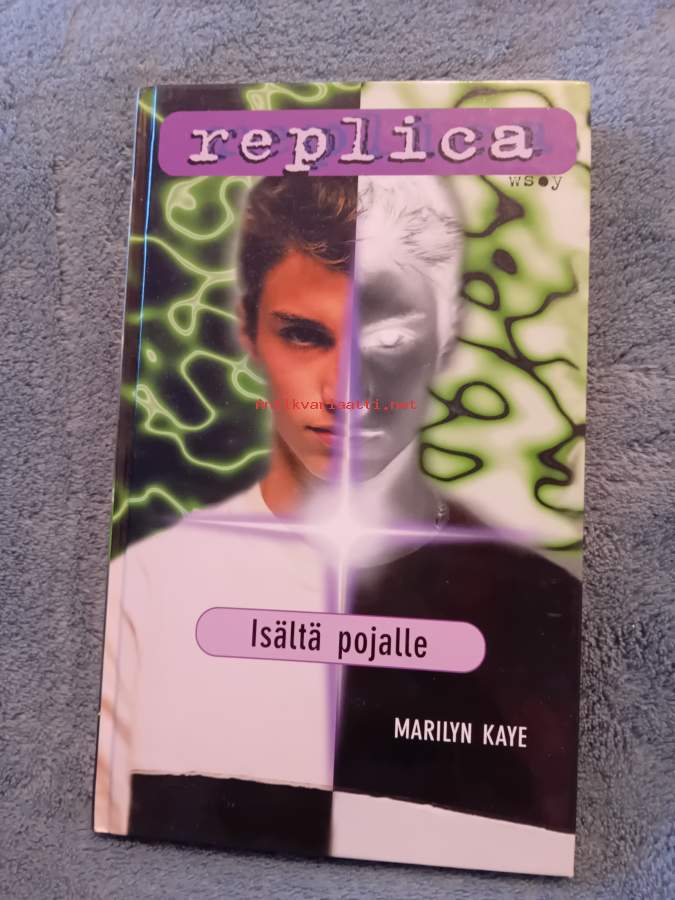 replica
wsoy
Antikvariaatti.net
Isältä pojalle
MARILYN KAYE